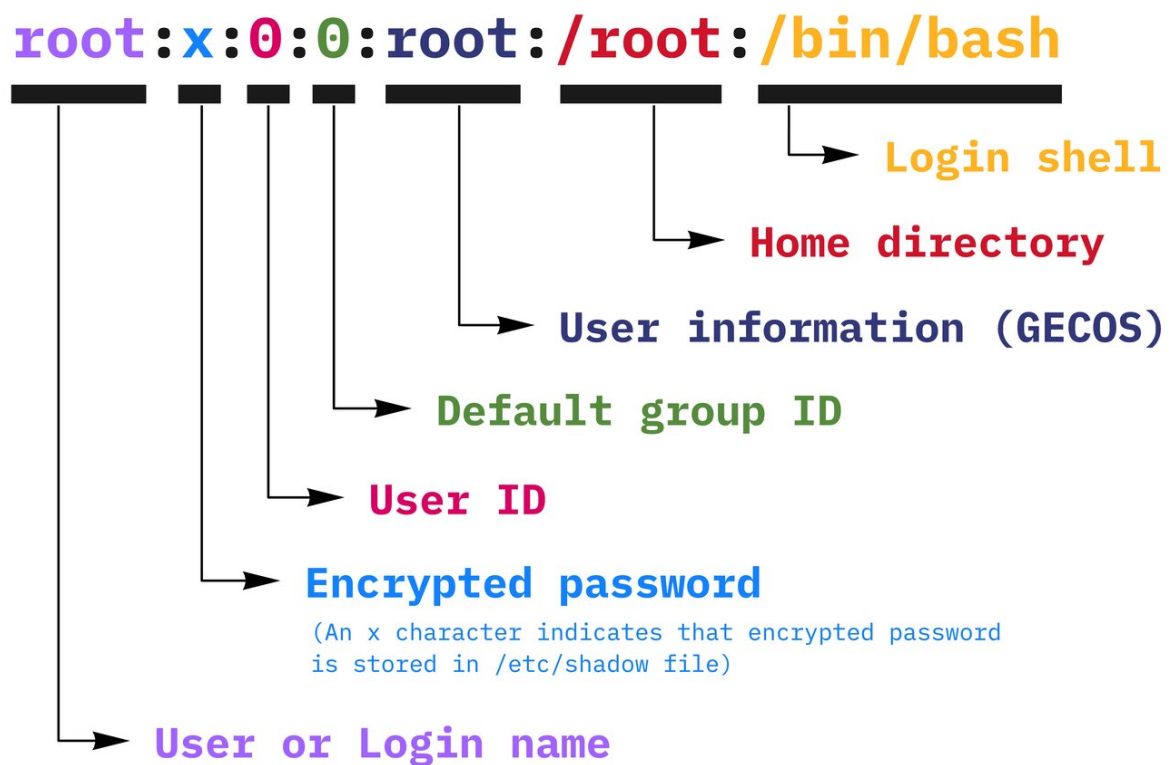 root:x:0:0:root:/root:/bin/bash
Login shell
Home directory
User information (GECOS)
Default group ID
User ID
Encrypted password
(An x character indicates that encrypted password
is stored in /etc/shadow file)
User or Login name